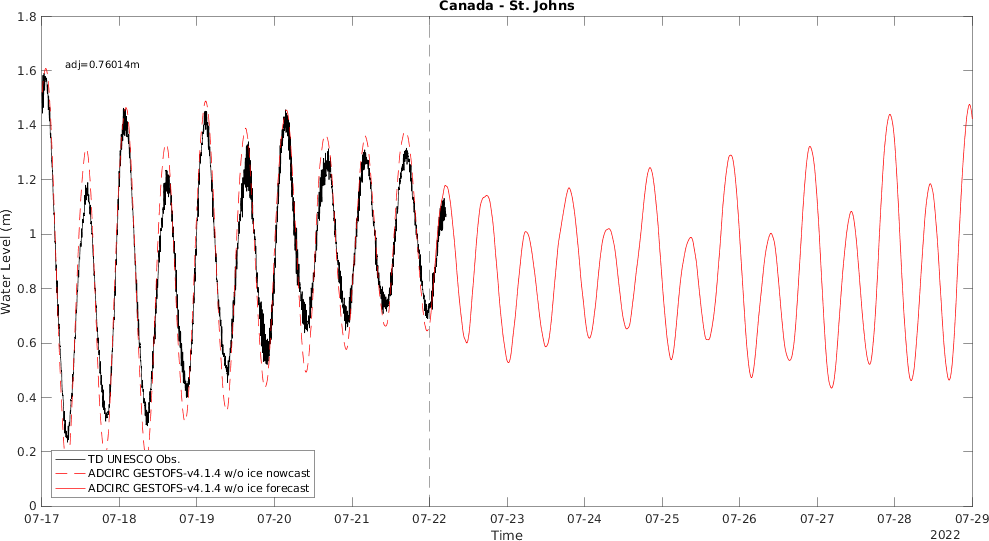 Canada - St. Johns
adj=0.76014m
Water Level (m)
1.8
1.6
1.4
1.2
1
0.8
0.6
0.4
0.2
0
TD UNESCO Obs.
ADCIRC GESTOFS-v4.1.4 w/o ice nowcast
ADCIRC GESTOFS-v4.1.4 w/o ice forecast
07-17 07-18 07-19 07-20 07-21 07-22 07-23 07-24 07-25 07-26 07-27 07-28 07-29
Time
2022